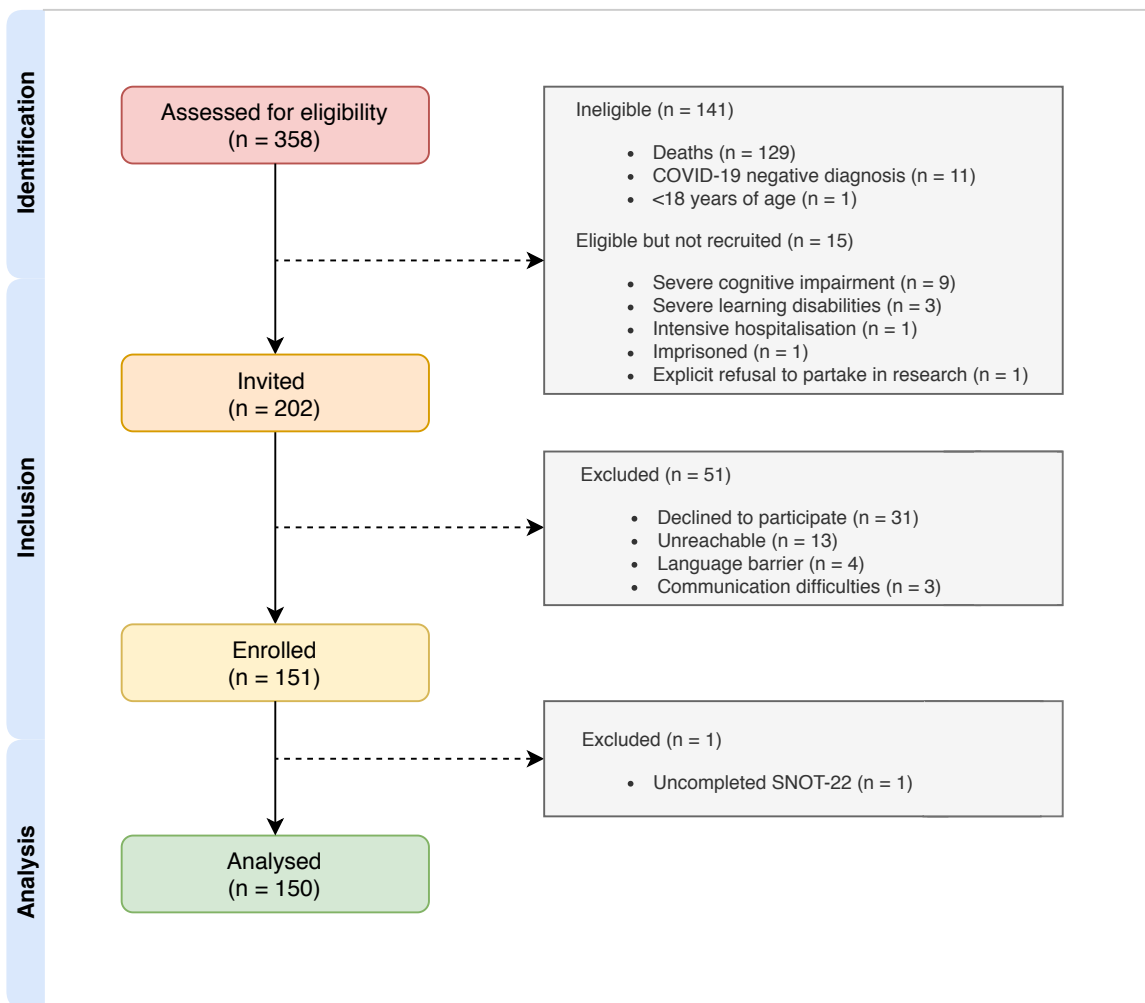 Identification
Assessed for eligibility
(n = 358)
Ineligible (n = 141)
• Deaths (n = 129)
• COVID-19 negative diagnosis (n = 11)
• <18 years of age (n = 1)
Eligible but not recruited (n = 15)
• Severe cognitive impairment (n = 9)
• Severe learning disabilities (n = 3)
• Intensive hospitalisation (n = 1)
• Imprisoned (n = 1)
• Explicit refusal to partake in research (n = 1)
Inclusion
Invited
(n = 202)
Excluded (n = 51)
• Declined to participate (n = 31)
• Unreachable (n = 13)
• Language barrier (n = 4)
• Communication difficulties (n = 3)
Enrolled
(n = 151)
Analysis
Excluded (n = 1)
• Uncompleted SNOT-22 (n = 1)
Analysed
(n = 150)